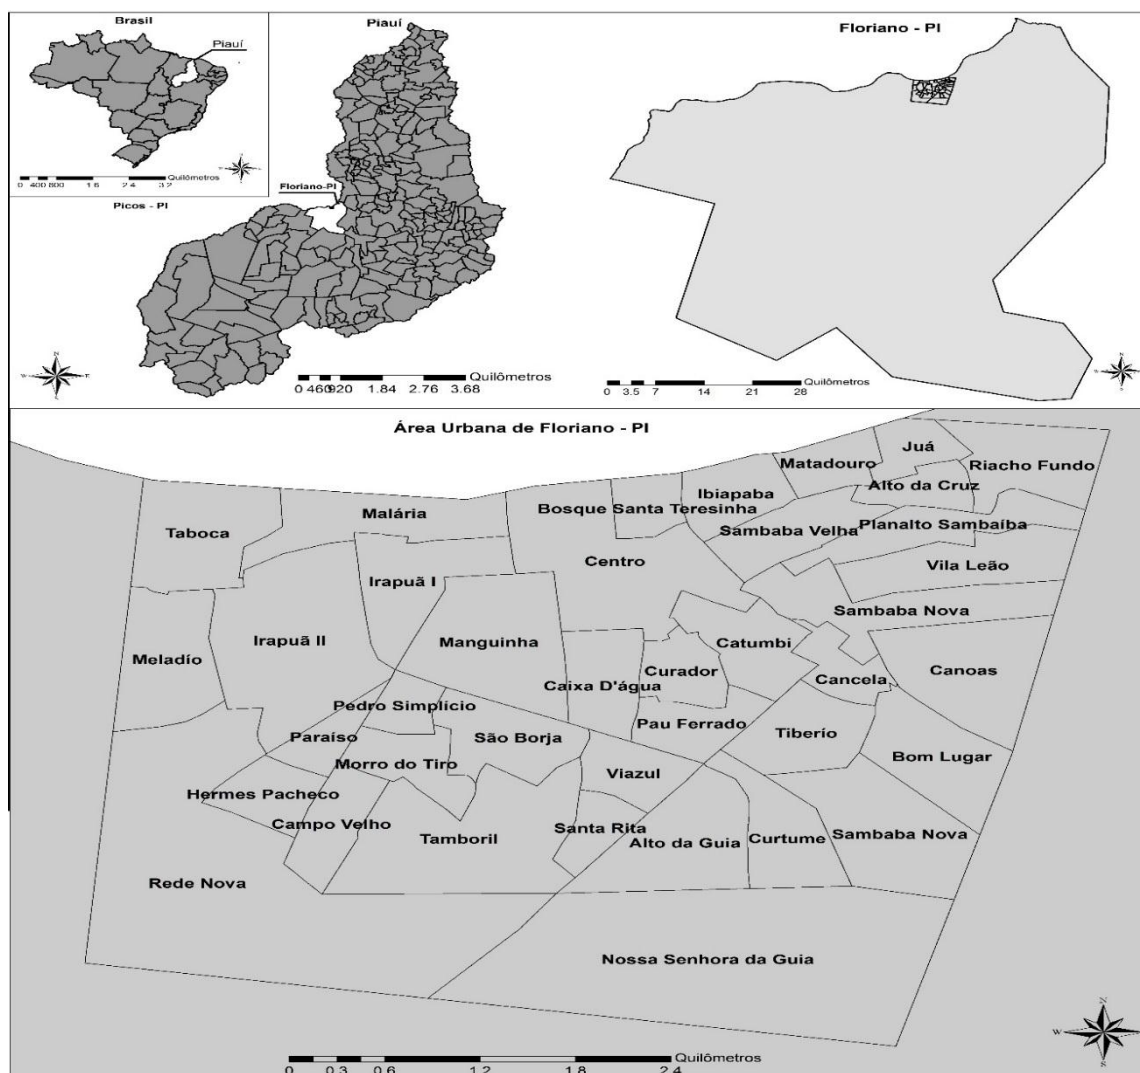 Brasil
Piauí
0 400 800 1.6 2.4 3.2 Quilômetros
Picos - PI
Piauí
Floriano-PI
N
W E
S
0 460 920 1.84 2.76 3.68 Quilômetros
Floriano - PI
0 3.5 7 14 21 28 Quilômetros
Área Urbana de Floriano - PI
Juá
Matadouro
Riacho Fundo
Ibiapaba
Alto da Cruz
Bosque
Santa Teresinha
Malária
Taboca
Sambaba Velha
Planalto Sambaíba
Centro
Vila Leão
Irapuã I
Sambaba Nova
Irapuã II
Manguinha
Catumbi
Meladío
Curador
Canoas
Caixa D'água
Cancela
Pedro Simplício
Pau Ferrado
Tiberío
Paraíso
São Borja
Bom Lugar
Morro do Tiro
Viazul
Hermes Pacheco
Campo Velho
Tamboril
Santa Rita
Alto da Guia
Curtume
Sambaba Nova
Rede Nova
Nossa Senhora da Guia
N
W E
S
0 0.3 0.6 1.2 1.8 2.4 Quilômetros